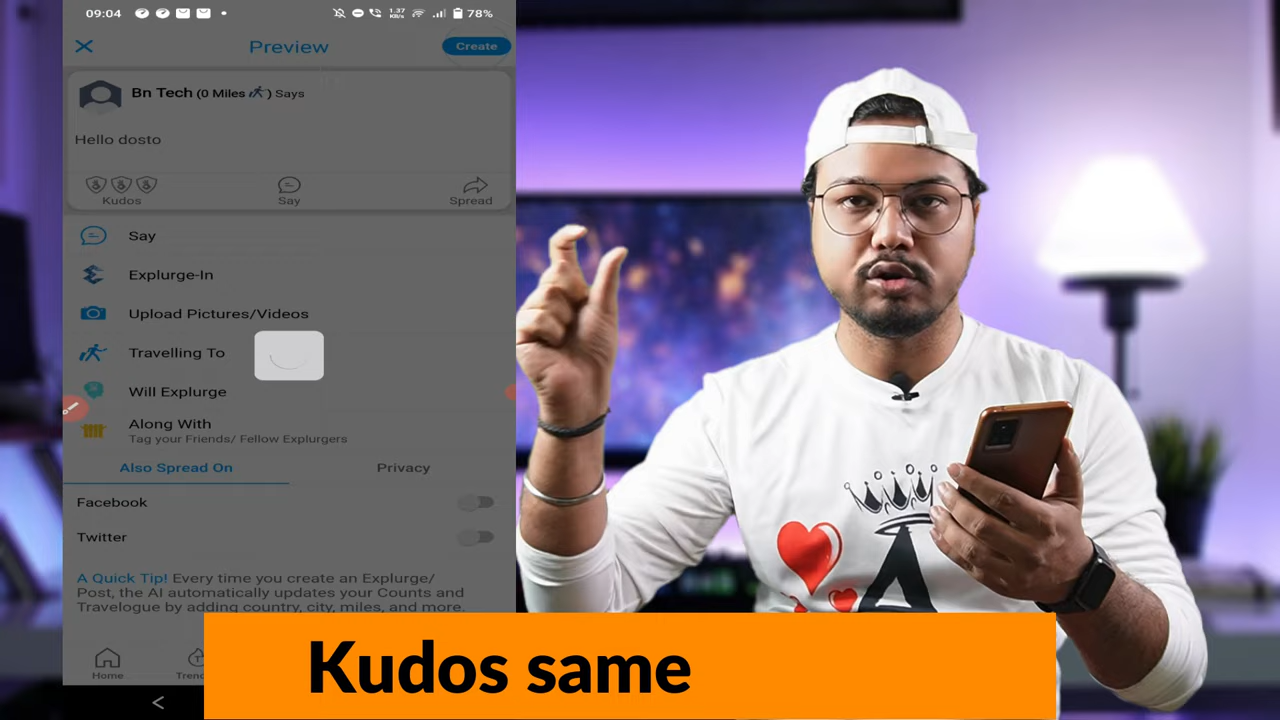 09:04
1.37
KB/s
78%
Preview
Create
Bn Tech (0 Miles ) Says
Hello dosto
Kudos
Say
Spread
Say
Explurge-In
Upload Pictures/Videos
Travelling To
Will Explurge
Along With
Tag your Friends/ Fellow Explurgers
Also Spread On
Privacy
Facebook
Twitter
A Quick Tip! Every time you create an Explurge/
Post, the AI automatically updates your Counts and
Travelogue by adding country, city, miles, and more.
Home
Kudos same
A